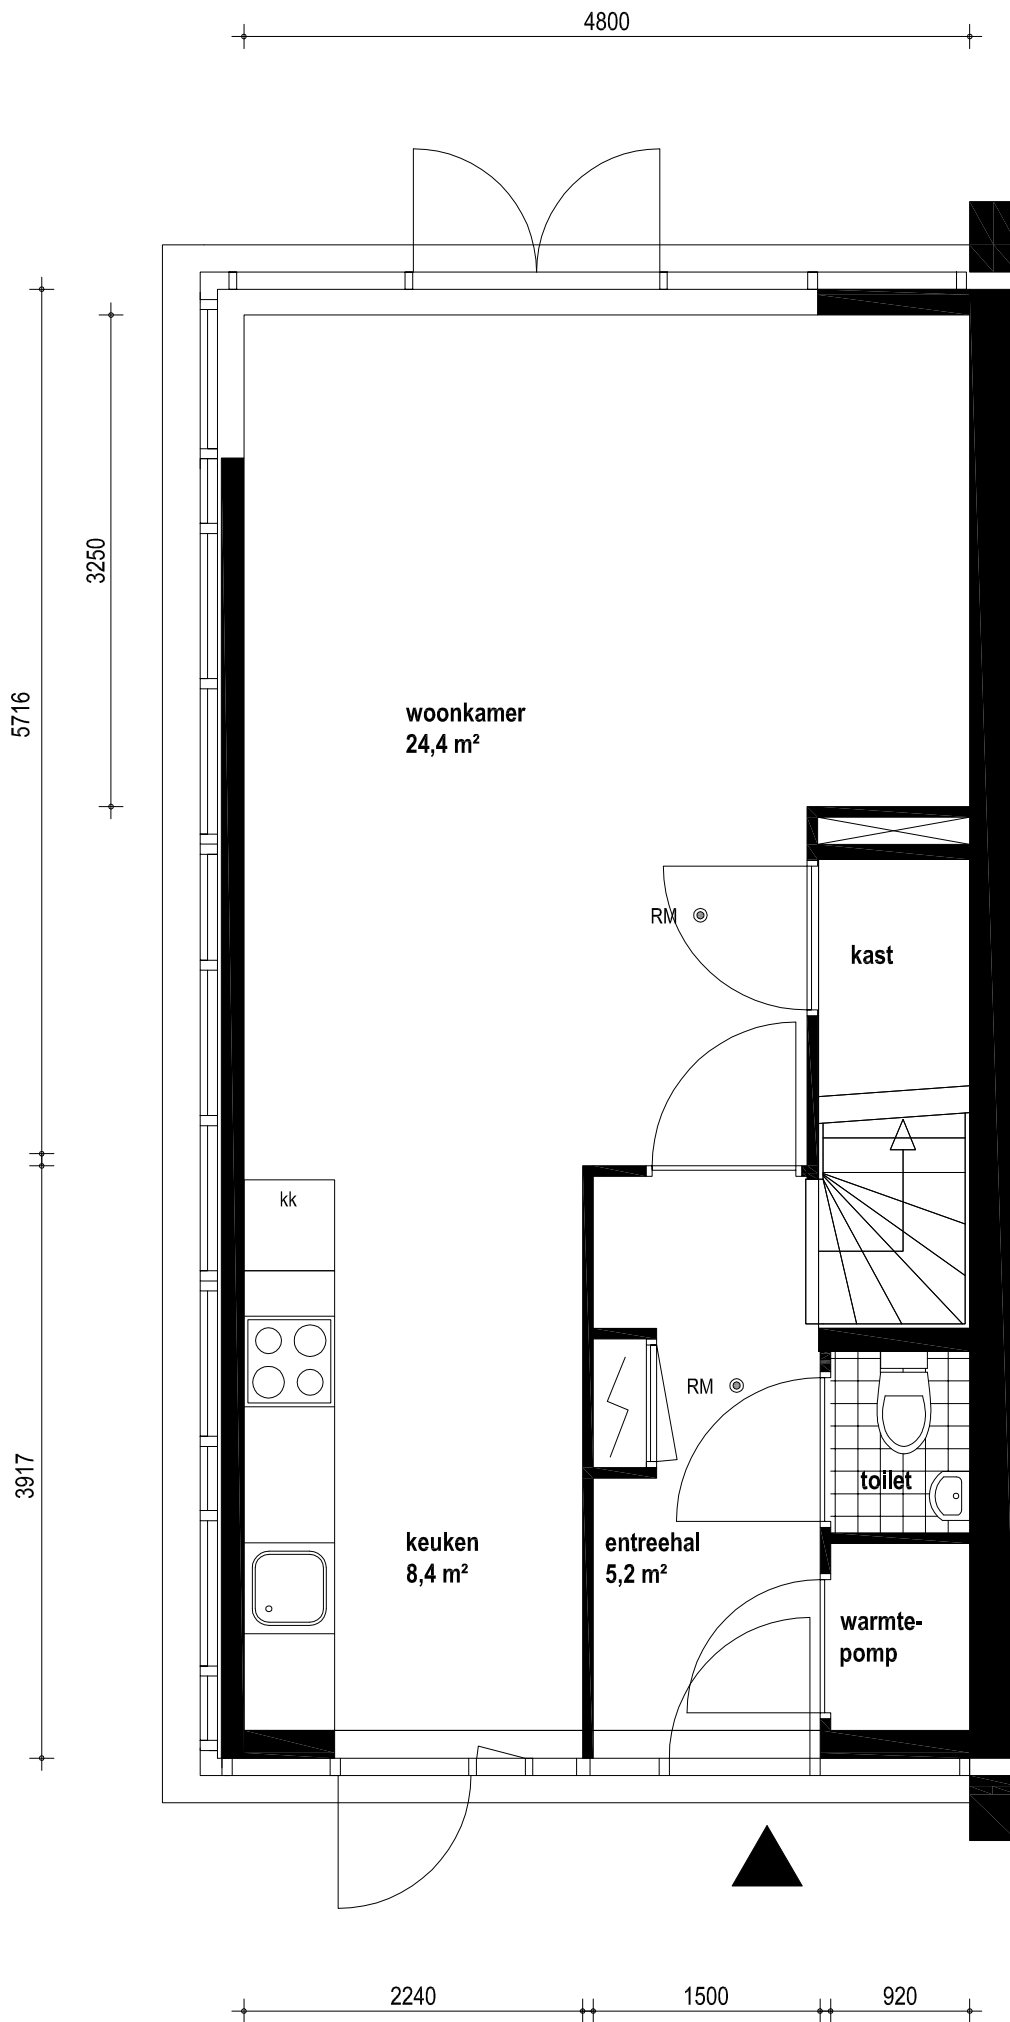 4800
3250
5716
woonkamer
24,4 m²
RM
kast
kk
RM
3917
toilet
keuken
8,4 m²
entreehal
5,2 m²
warmte-
pomp
2240
1500
920